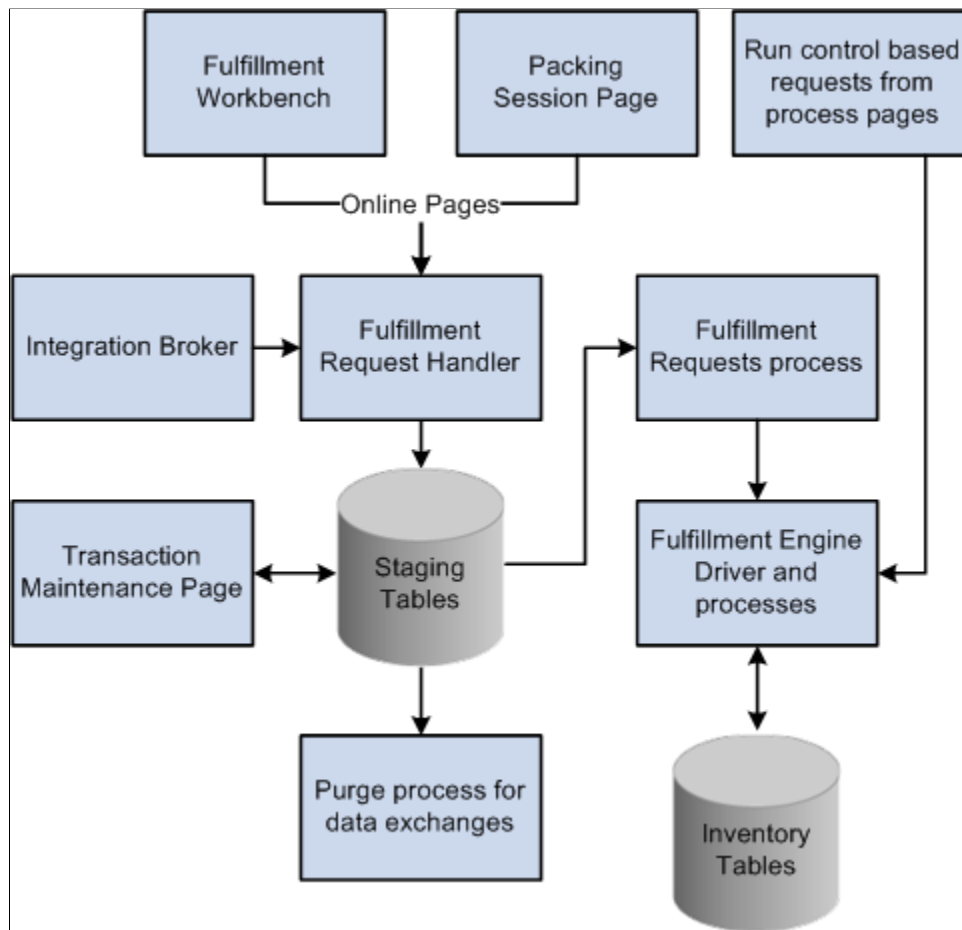 Fulfillment
Workbench
Packing
Session Page
Run control based
requests from
process pages
Online Pages
Integration Broker
Fulfillment
Request Handler
Fulfillment
Requests process
Transaction
Maintenance Page
Staging
Tables
Fulfillment Engine
Driver and
processes
Purge process for
data exchanges
Inventory
Tables